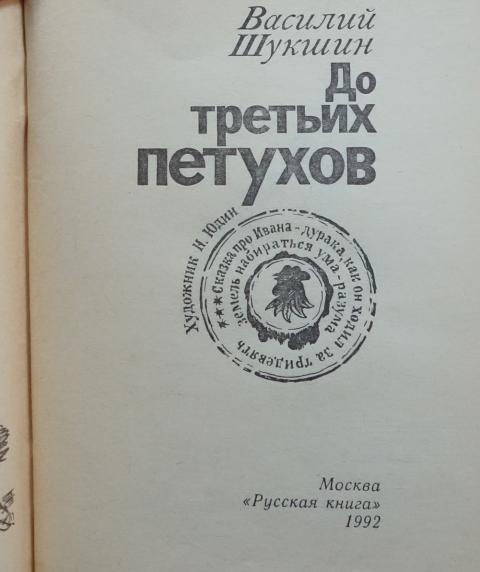 Василий
Шукшин
До
третьих
петухов
Художник Н. Юдин
*** Сказка про Ивана-дурака, как он ходил за тридевять
земель набираться ума-разума
Москва
«Русская книга»
1992